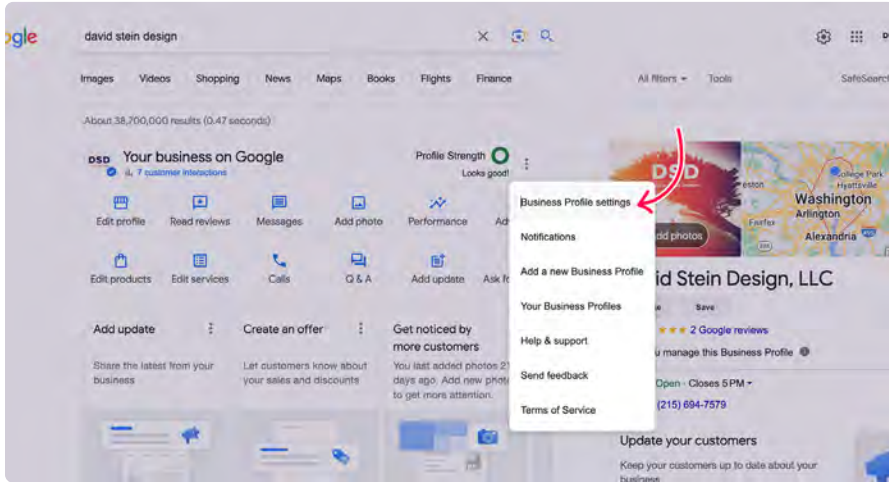 ogle
david stein design
Images Videos Shopping News Maps Books Flights Finance
All filters Tools SafeSearch
About 38,700,000 results (0.47 seconds)
DSD Your business on Google
7 customer interactions
Profile Strength
Looks good!
Edit profile Read reviews Messages Add photo Performance
Edit products Edit services Calls Q & A Add update
Business Profile settings
Notifications
Add a new Business Profile
Your Business Profiles
Help & support
Send feedback
Terms of Service
Add update
Share the latest from your
business
Create an offer
Let customers know about
your sales and discounts
Get noticed by
more customers
You last added photos
days ago. Add new
to get more attention.
DSD
add photos
College Park
Hyattsville
Washington
Arlington
Fairfax
Alexandria
id Stein Design, LLC
Save
2 Google reviews
u manage this Business Profile
Open · Closes 5 PM
(215) 694-7579
Update your customers
Keep your customers up to date about your
business